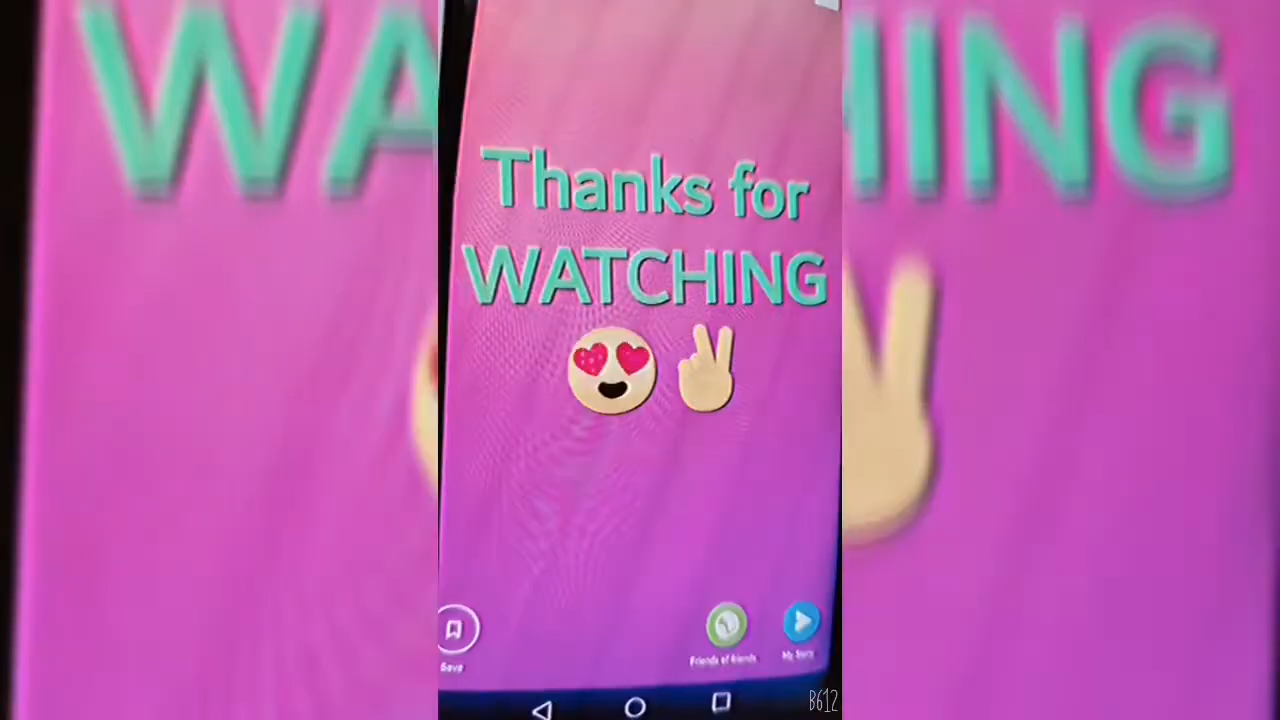 Thanks for
WATCHING
Save
Friends of friends
My Story
B612